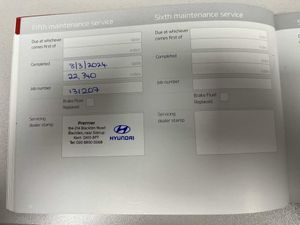 Fifth maintenance service
Due at whichever
comes first of
Completed
8/3/2024
22 740
Job number
131207
Brake Fluid
Replaced
Servicing
dealer stamp
Premier
HYUNDAI
Sixth maintenance service
Due at whichever
comes first of
Completed
Job number
Brake Fluid
Replaced
Servicing
dealer stamp